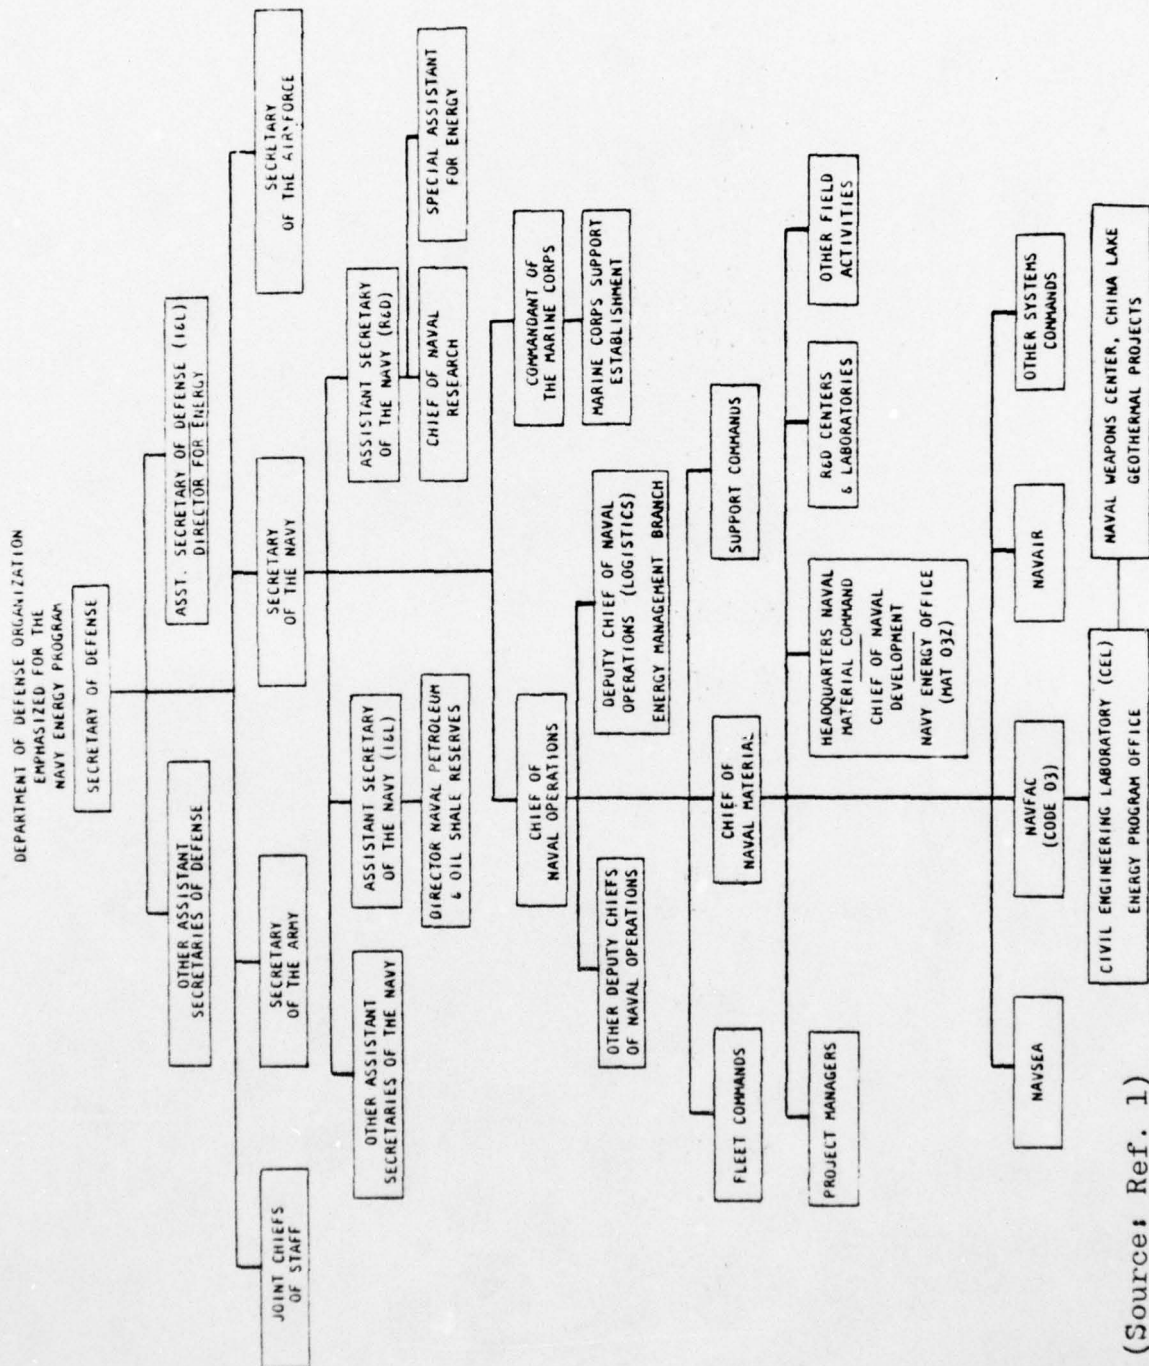 DEPARTMENT OF DEFENSE ORGANIZATION
EMPHASIZED FOR THE
NAVY ENERGY PROGRAM
SECRETARY OF DEFENSE
OTHER ASSISTANT
SECRETARIES OF DEFENSE
ASST. SECRETARY OF DEFENSE (I&L)
DIRECTOR FOR ENERGY
JOINT CHIEFS
OF STAFF
SECRETARY
OF THE ARMY
SECRETARY
OF THE NAVY
SECRETARY
OF THE AIR FORCE
OTHER ASSISTANT
SECRETARIES OF THE NAVY
ASSISTANT SECRETARY
OF THE NAVY (I&L)
ASSISTANT SECRETARY
OF THE NAVY (R&D)
DIRECTOR NAVAL PETROLEUM
& OIL SHALE RESERVES
CHIEF OF NAVAL
RESEARCH
SPECIAL ASSISTANT
FOR ENERGY
CHIEF OF
NAVAL OPERATIONS
COMMANDANT OF
THE MARINE CORPS
OTHER DEPUTY CHIEFS
OF NAVAL OPERATIONS
DEPUTY CHIEF OF NAVAL
OPERATIONS (LOGISTICS)
ENERGY MANAGEMENT BRANCH
MARINE CORPS SUPPORT
ESTABLISHMENT
FLEET COMMANDS
CHIEF OF
NAVAL MATERIAL
SUPPORT COMMANDS
PROJECT MANAGERS
HEADQUARTERS NAVAL
MATERIAL COMMAND
CHIEF OF NAVAL
DEVELOPMENT
NAVY ENERGY OFFICE
(MAT 03Z)
R&D CENTERS
& LABORATORIES
OTHER FIELD
ACTIVITIES
NAVSEA
NAVFAC
(CODE 03)
NAVAIR
OTHER SYSTEMS
COMMANDS
CIVIL ENGINEERING LABORATORY (CEL)
ENERGY PROGRAM OFFICE
NAVAL WEAPONS CENTER, CHINA LAKE
GEOTHERMAL PROJECTS
(Source: Ref. 1)